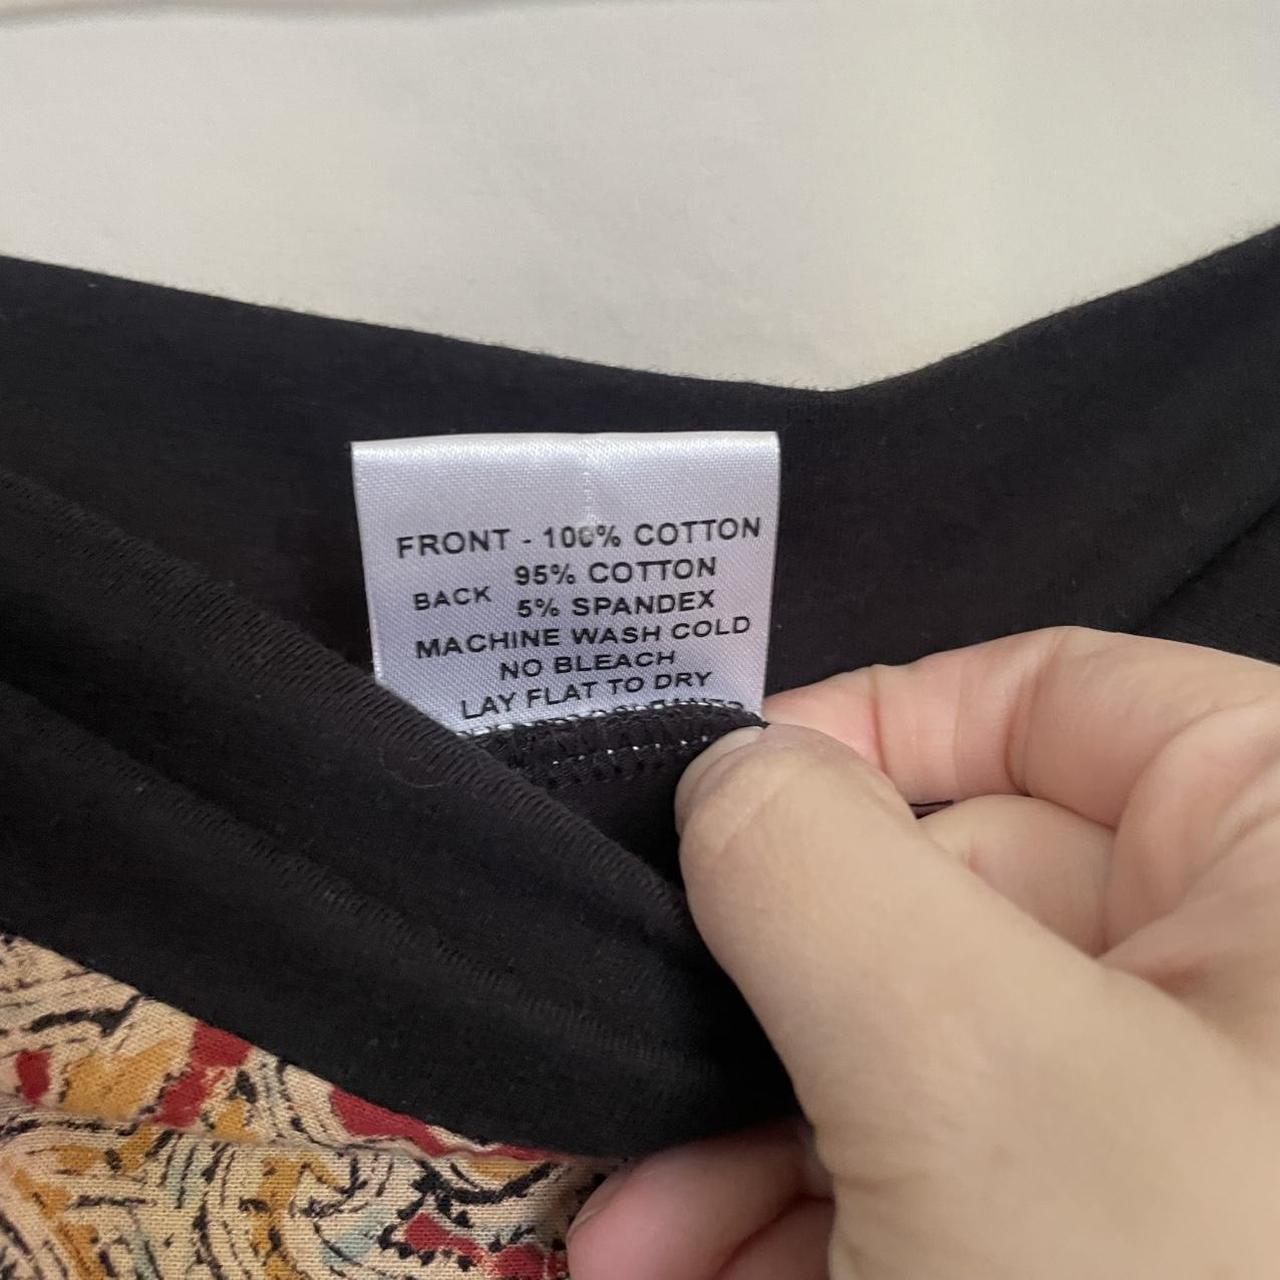 FRONT - 100% COTTON
95% COTTON
BACK
5% SPANDEX
MACHINE WASH COLD
NO BLEACH
LAY FLAT TO DRY